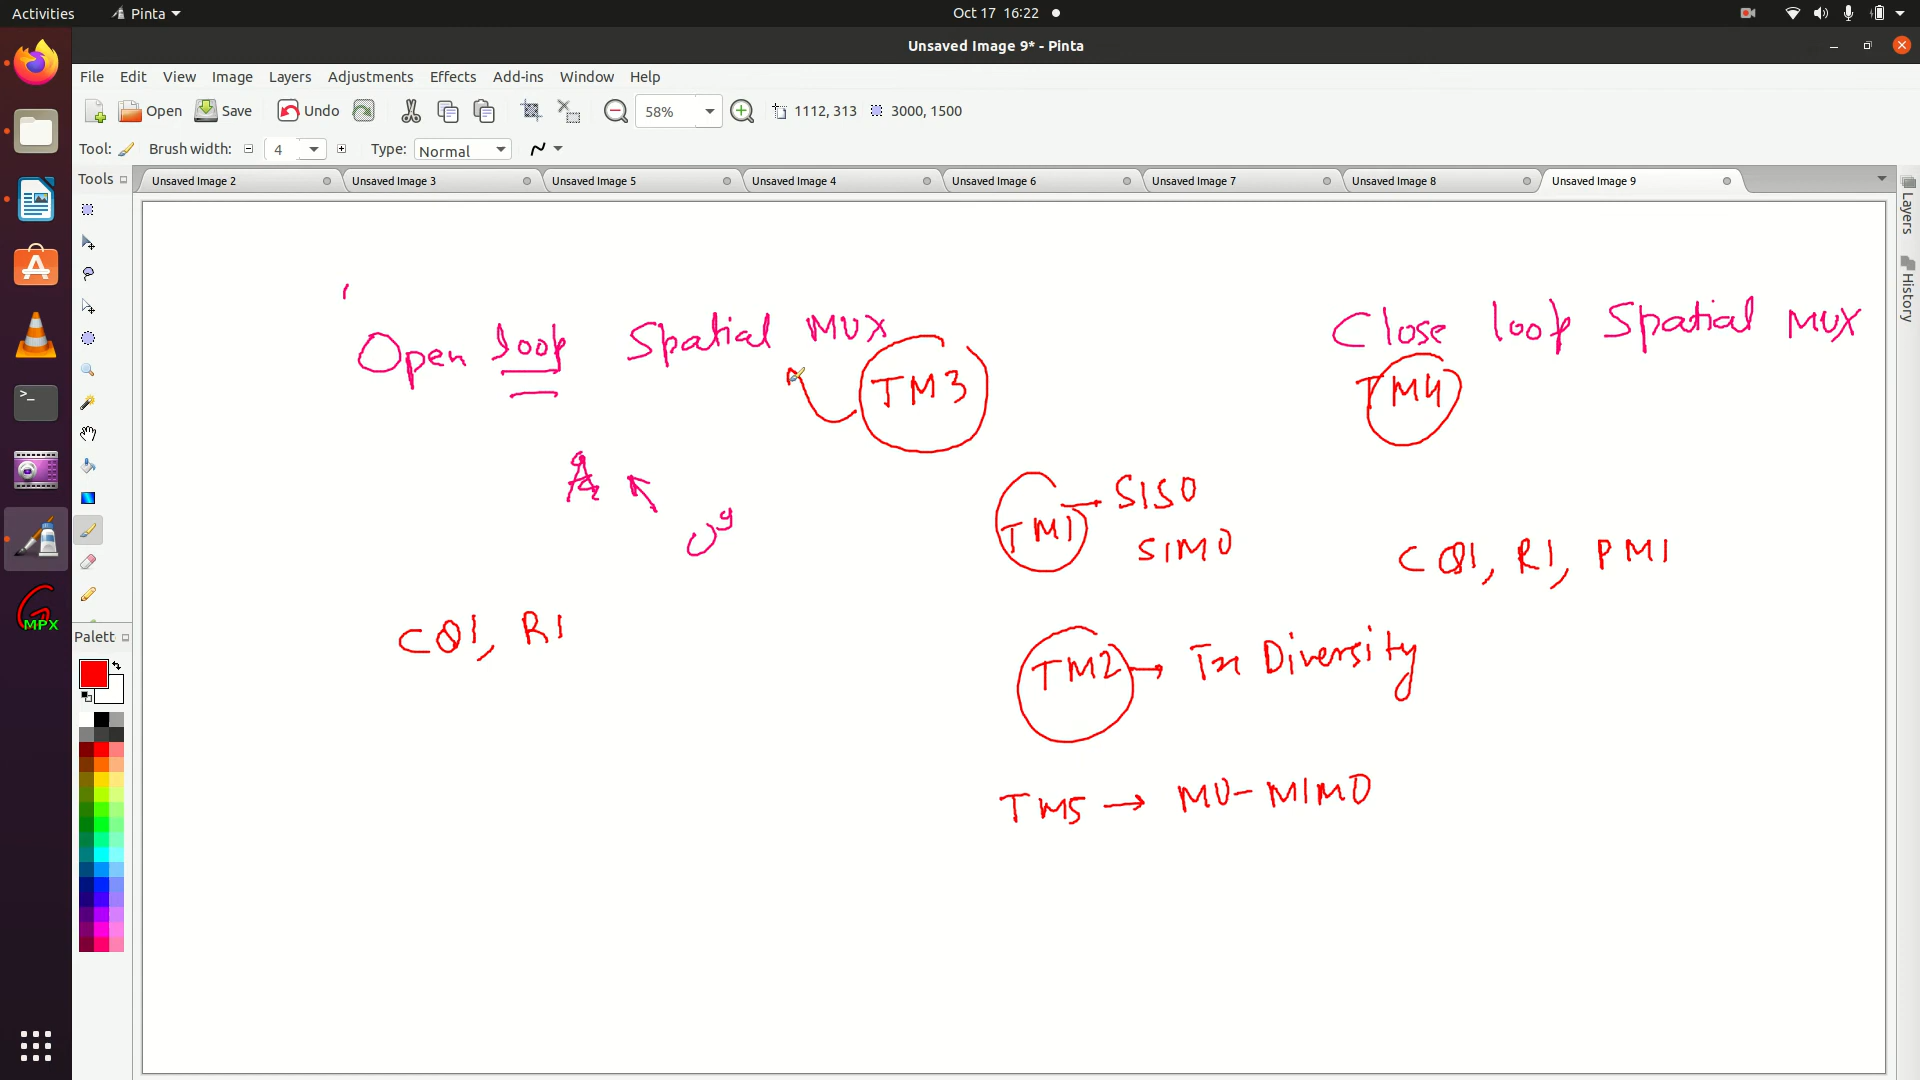 Activities Pinta Oct 17 16:22
Unsaved Image 9* - Pinta
File Edit View Image Layers Adjustments Effects Add-ins Window Help
Open Save Undo 58% 1112, 313 3000, 1500
Tool: Brush width: 4 Type: Normal
Tools
Unsaved Image 2 Unsaved Image 3 Unsaved Image 5 Unsaved Image 4 Unsaved Image 6 Unsaved Image 7 Unsaved Image 8 Unsaved Image 9
Layers
History
Open loop Spatial MUX
Close loop Spatial MUX
TM3
TM4
TM1 → SISO
SIMO
CQI, RI, PMI
CQI, RI
TM2 → Tx Diversity
TM5 → MU-MIMO
MPX
Palett